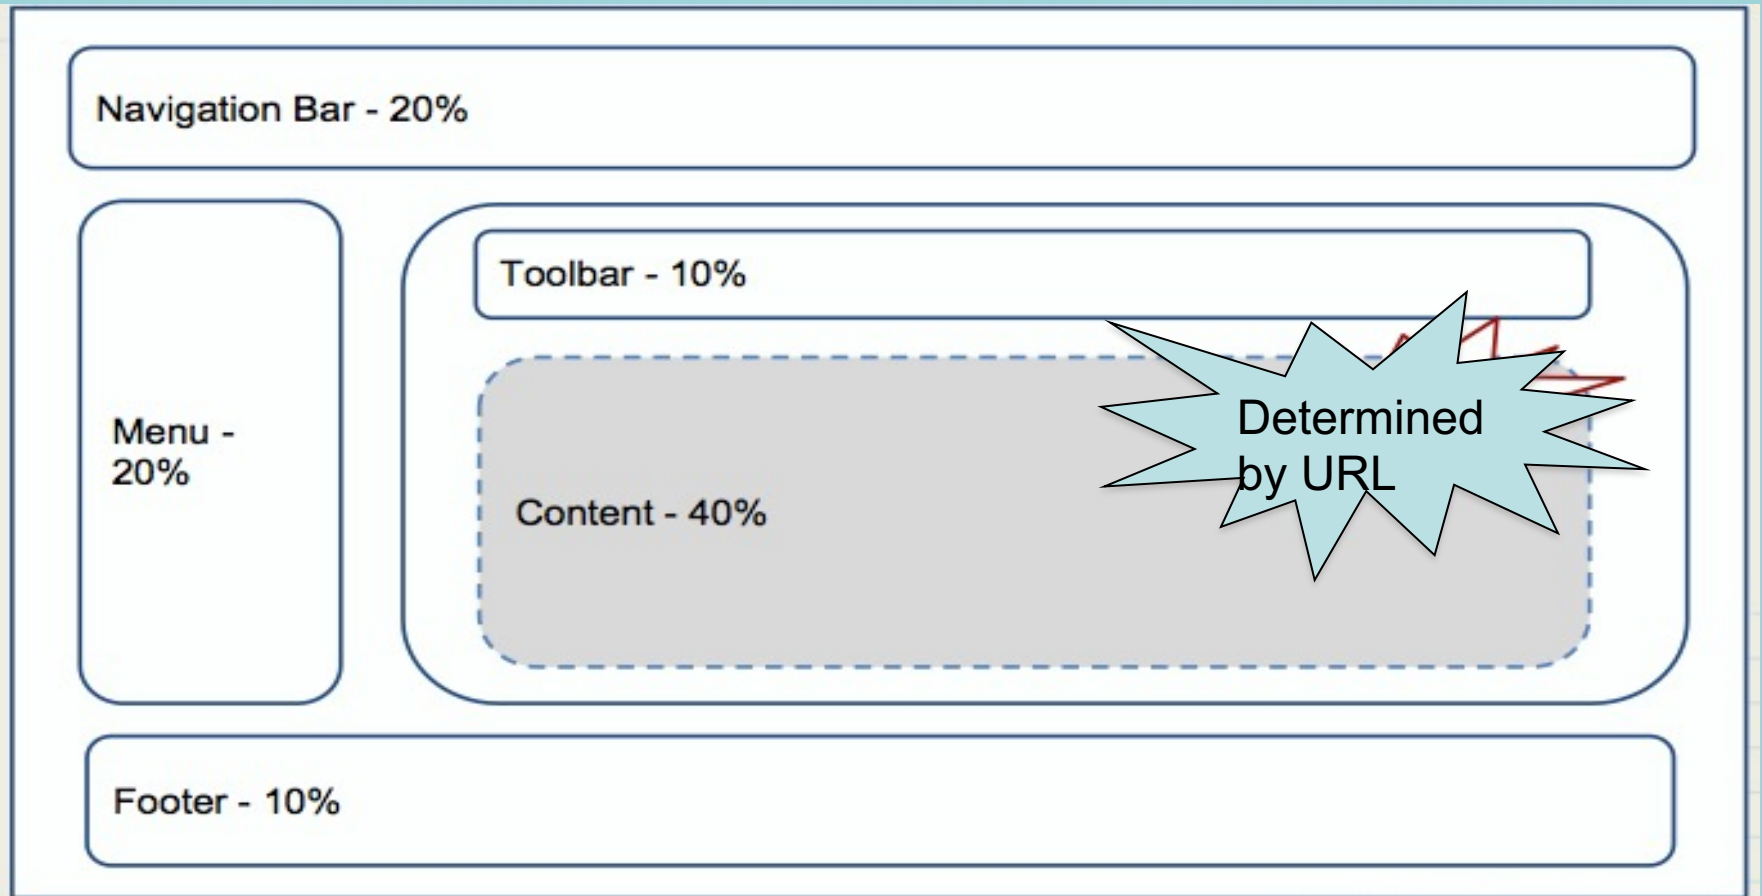 Navigation Bar - 20%
Toolbar - 10%
Determined
by URL
Menu -
20%
Content - 40%
Footer - 10%